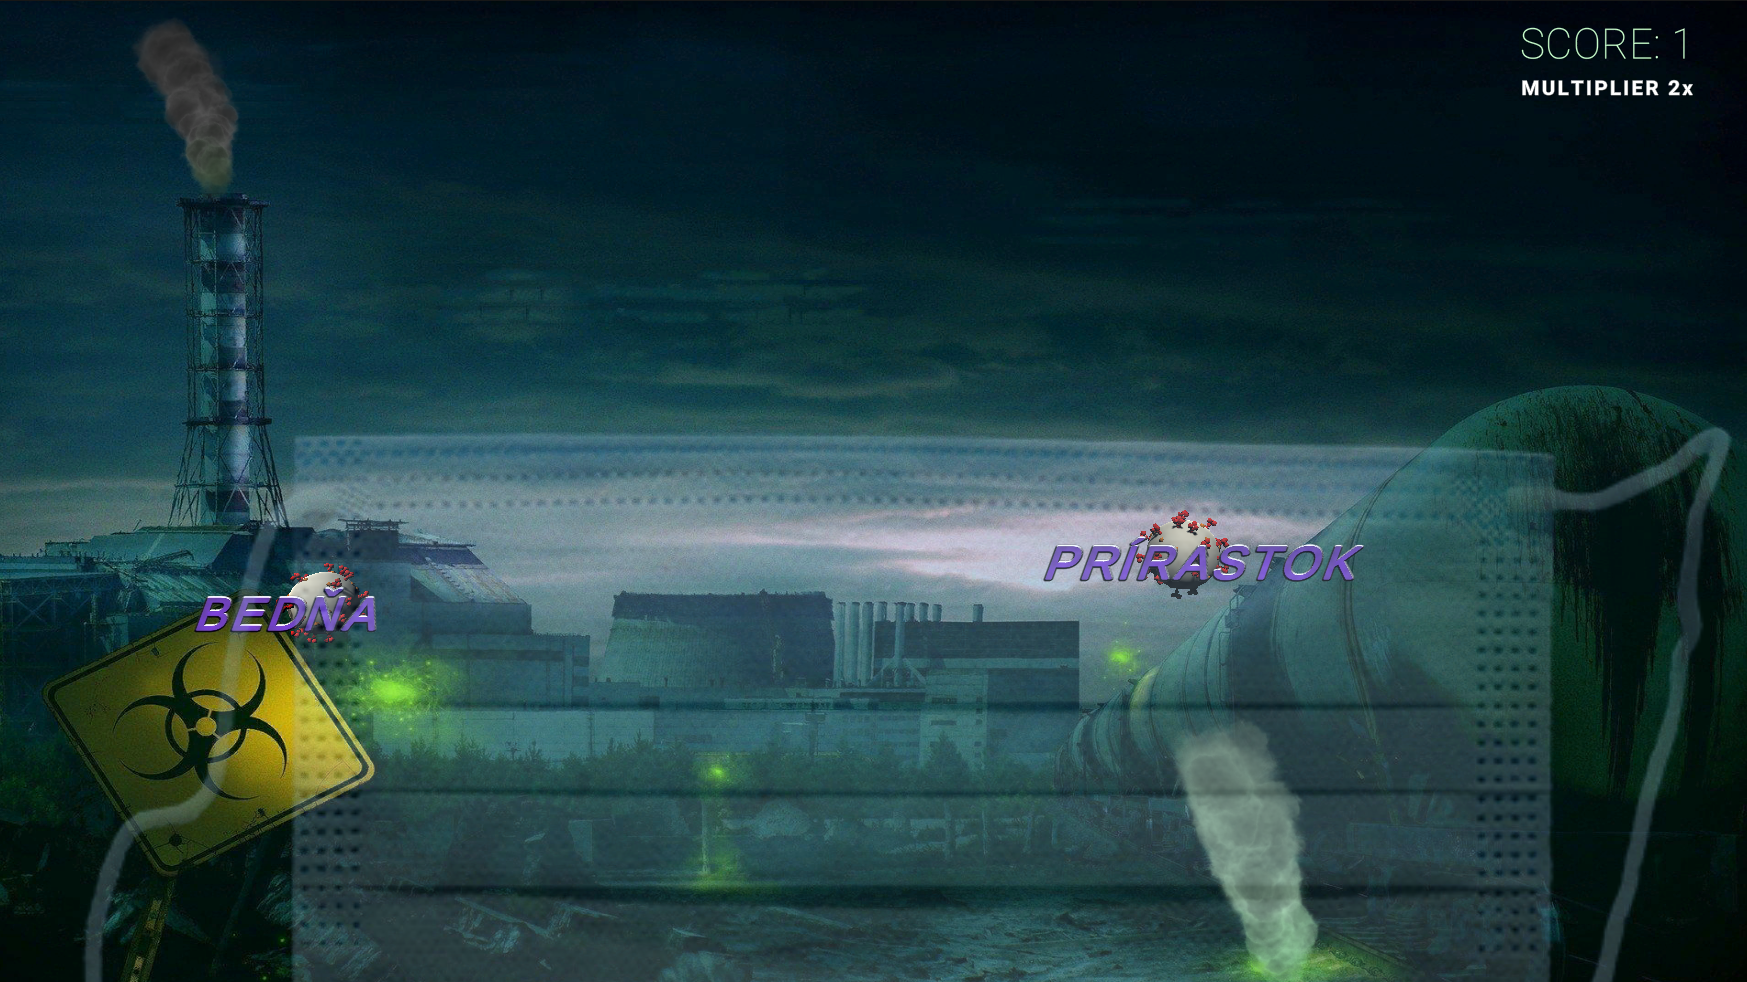 SCORE: 1
MULTIPLIER 2x
PRÍRASTOK
BEDŇA